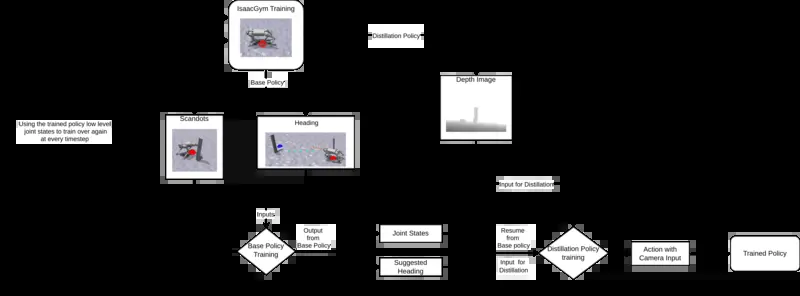 IsaacGym Training
Distillation Policy
Base Policy
Depth Image
Scandots
Heading
Using the trained policy low level
joint states to train over again
at every timestep
Input for Distillation
Inputs
Output
from
Base Policy
Joint States
Resume
from
Base policy
Base Policy
Training
Distillation Policy
training
Action with
Camera Input
Trained Policy
Suggested
Heading
Input for
Distillation